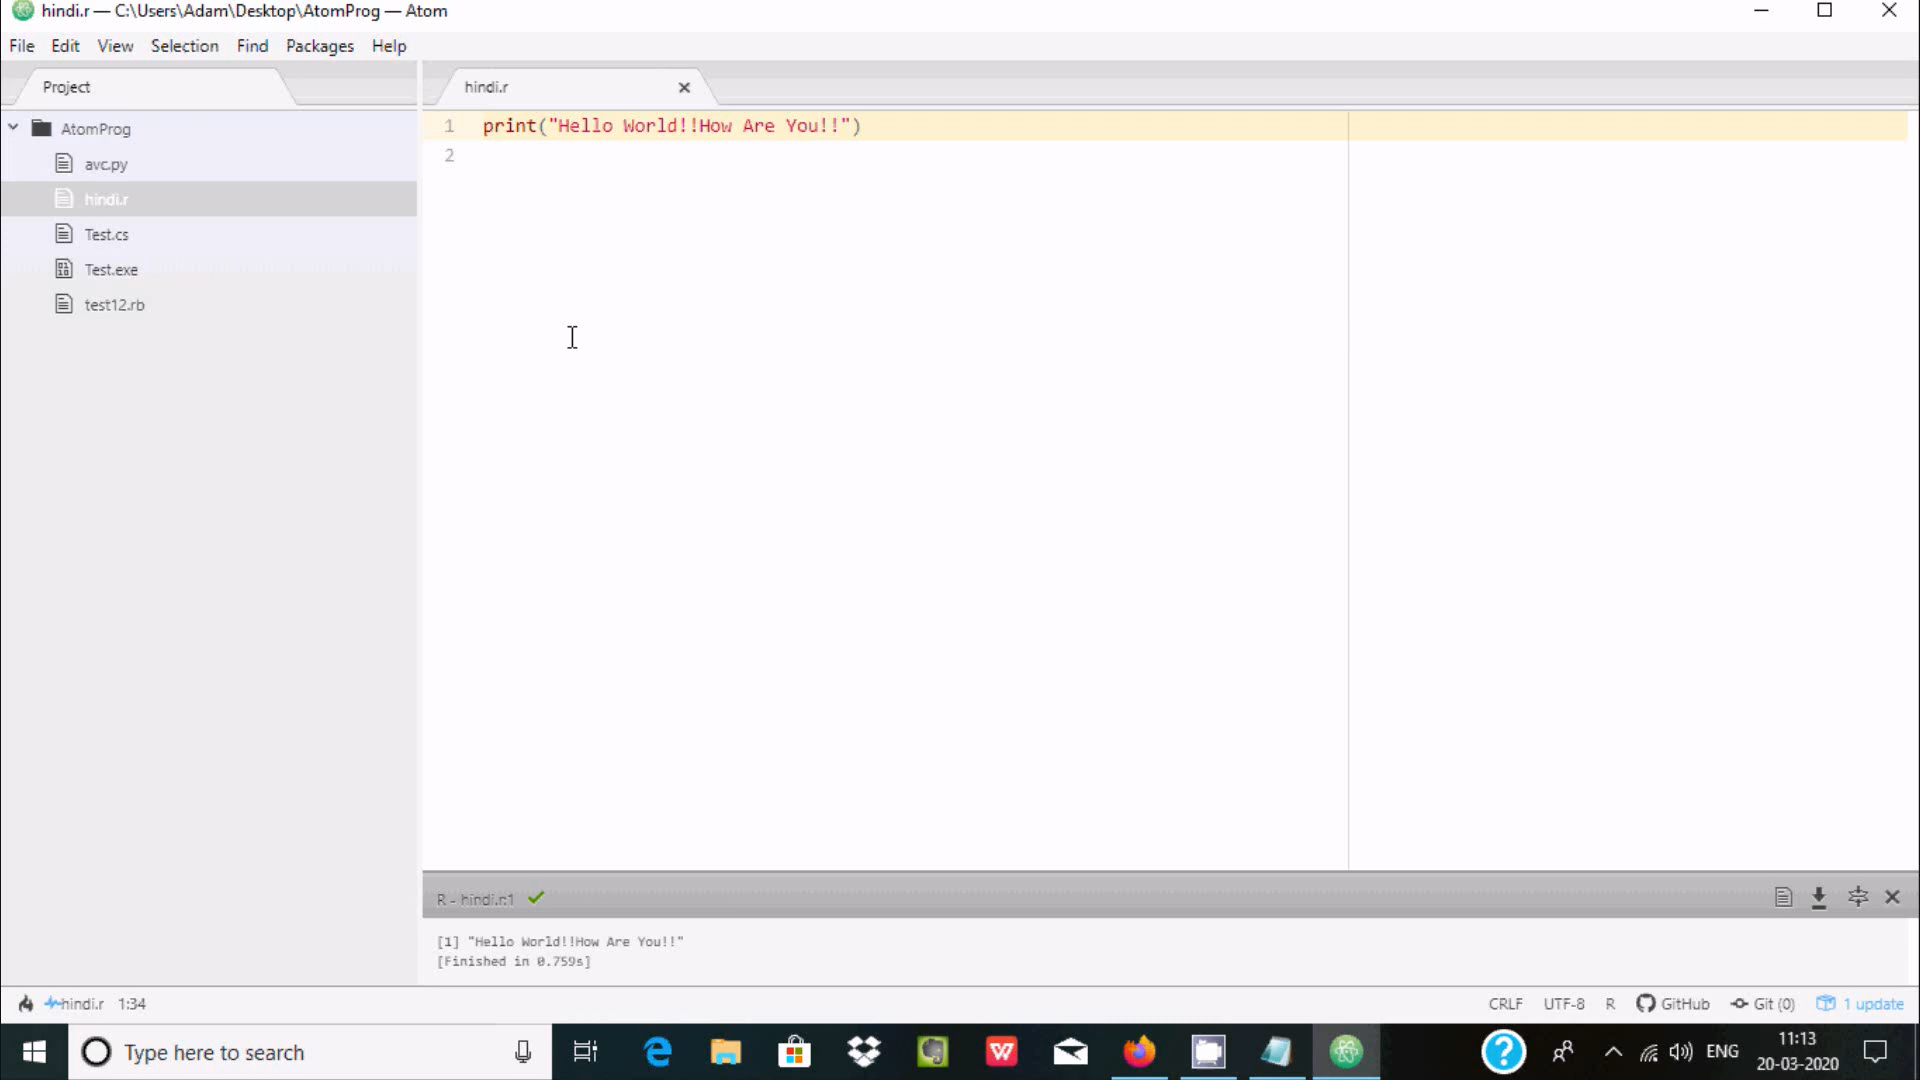 hindi.r — C:\Users\Adam\Desktop\AtomProg — Atom
File Edit View Selection Find Packages Help
Project
hindi.r
AtomProg
avc.py
hindi.r
Test.cs
Test.exe
test12.rb
1 print("Hello World!!How Are You!!")
2
R - hindi.r:1
[1] "Hello World!!How Are You!!"
[Finished in 0.759s]
hindi.r 1:34 CRLF UTF-8 R GitHub Git (0) 1 update
Type here to search
ENG
11:13
20-03-2020